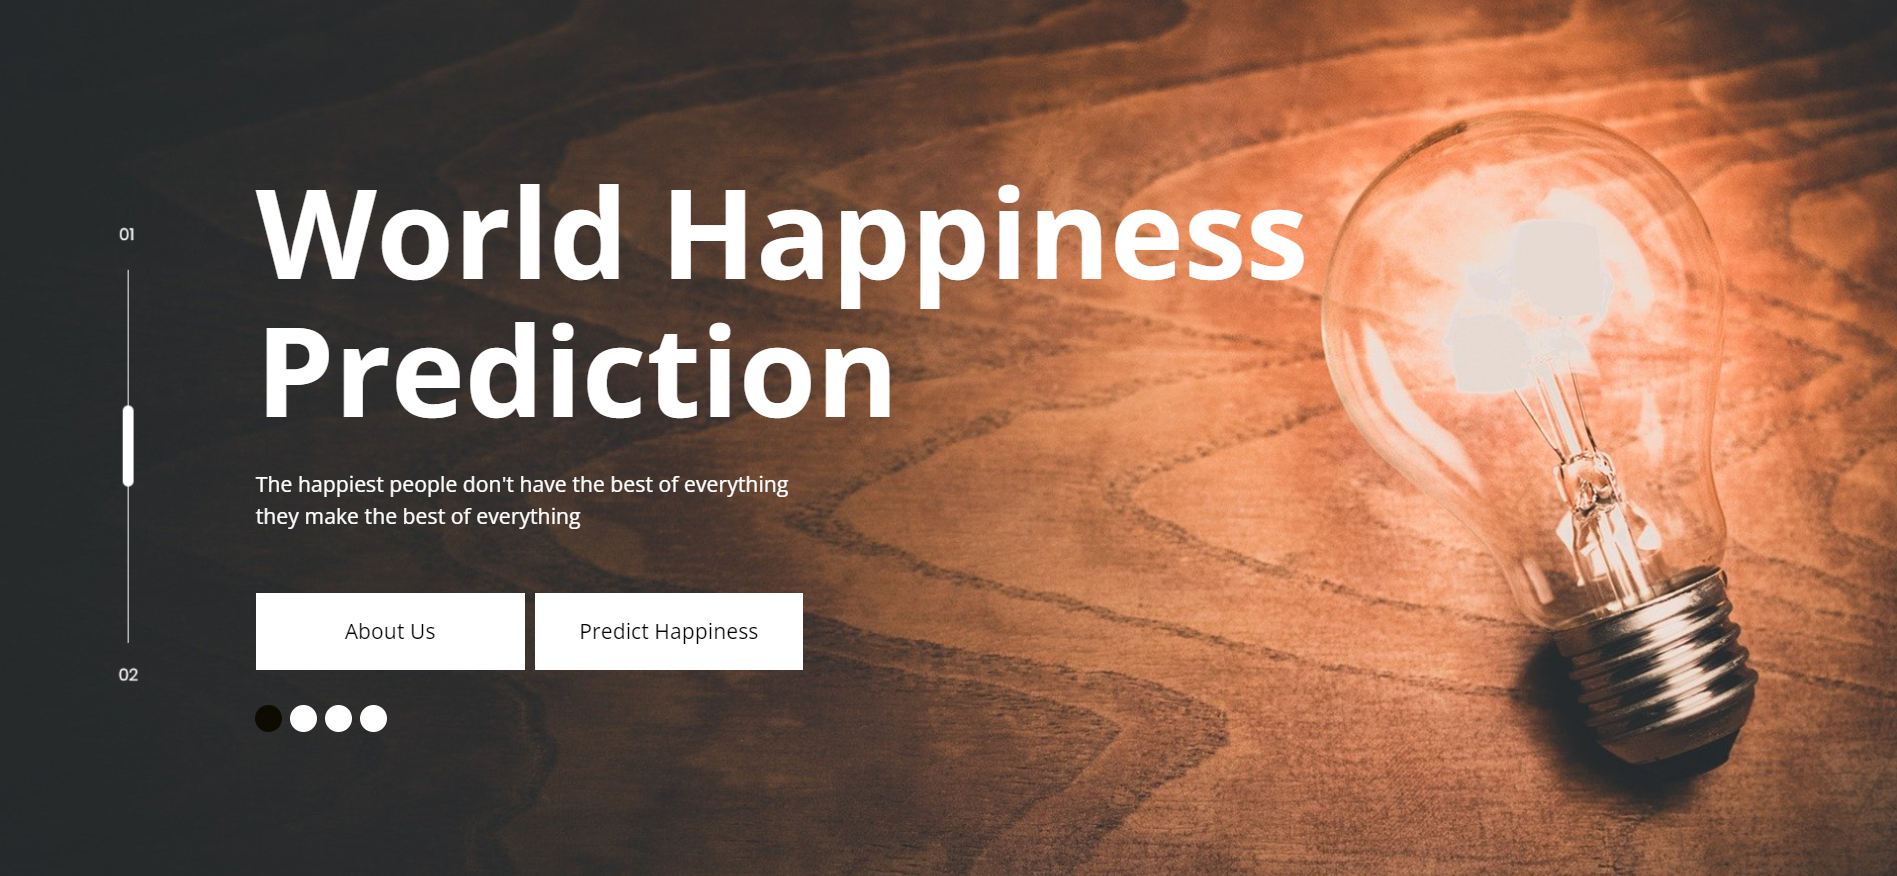 01
World Happiness
Prediction
The happiest people don't have the best of everything
they make the best of everything
About Us
Predict Happiness
02